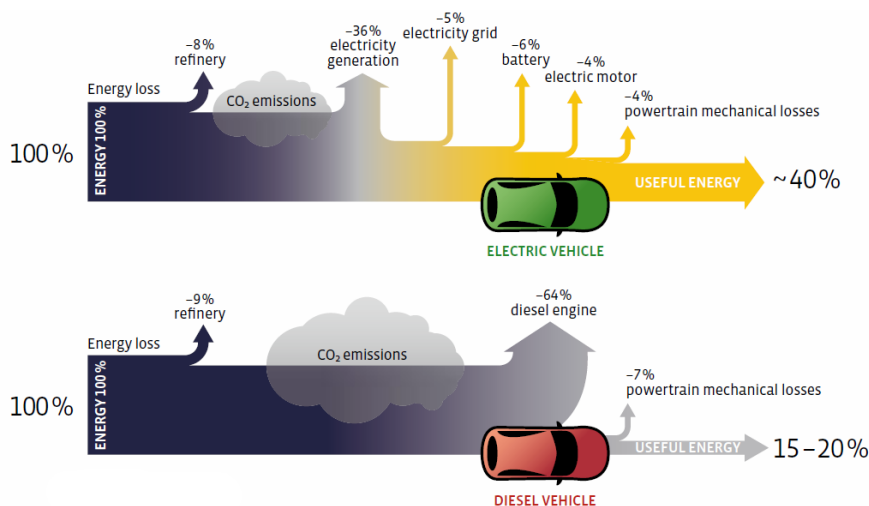 −5%
electricity grid
−36%
electricity
generation
−8%
refinery
−6%
battery
−4%
electric motor
−4%
powertrain mechanical losses
Energy loss
CO₂ emissions
100%
ENERGY 100%
USEFUL ENERGY
~40%
ELECTRIC VEHICLE
−9%
refinery
−64%
diesel engine
Energy loss
CO₂ emissions
−7%
powertrain mechanical losses
100%
ENERGY 100%
USEFUL ENERGY
15–20%
DIESEL VEHICLE